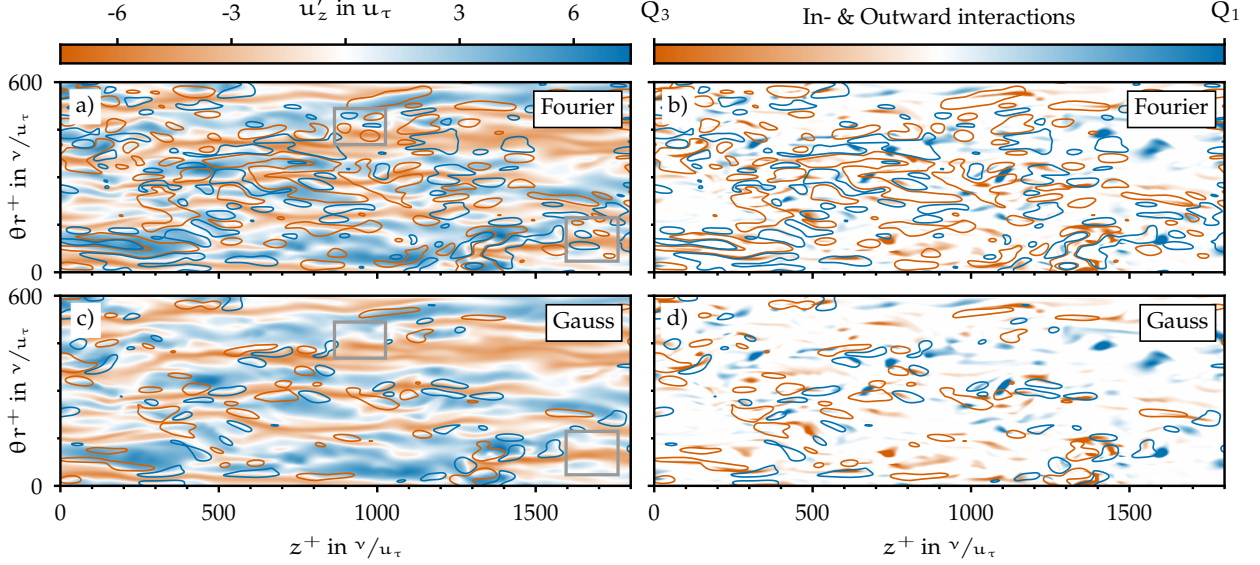 -6 -3 u′z in uτ 3 6
Q3 In- & Outward interactions Q1
600 a) Fourier b) Fourier
θr+ in ν/uτ
0
600 c) Gauss d) Gauss
θr+ in ν/uτ
0
0 500 1000 1500 0 500 1000 1500
z+ in ν/uτ z+ in ν/uτ